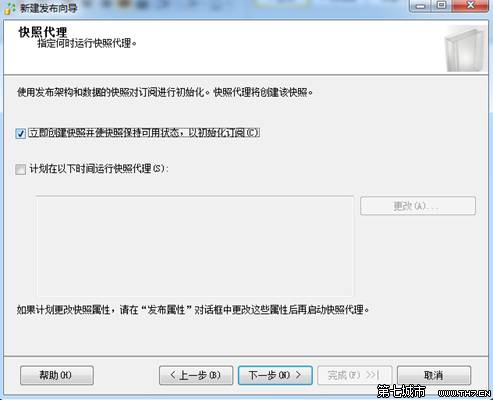 新建发布向导
快照代理
指定何时运行快照代理。
使用发布架构和数据的快照对订阅进行初始化。快照代理将创建该快照。
立即创建快照并使快照保持可用状态，以初始化订阅(C)
计划在以下时间运行快照代理(S):
更改(A)...
如果计划更改快照属性，请在“发布属性”对话框中更改这些属性后再启动快照代理。
帮助(H)
< 上一步(B)
下一步(N) >
完成(F) >>|
取消
第七城市 www.TH7.CN